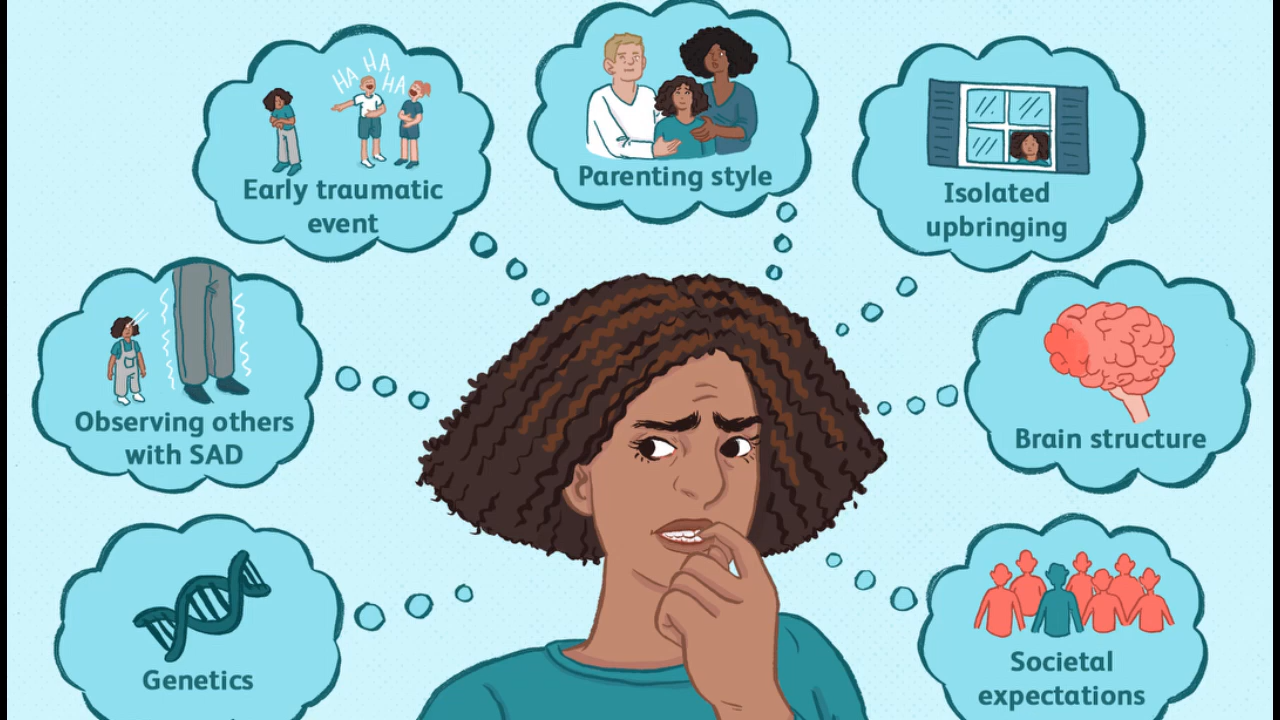 HA HA HA
Early traumatic
event
Parenting style
Isolated
upbringing
Observing others
with SAD
Brain structure
Genetics
Societal
expectations